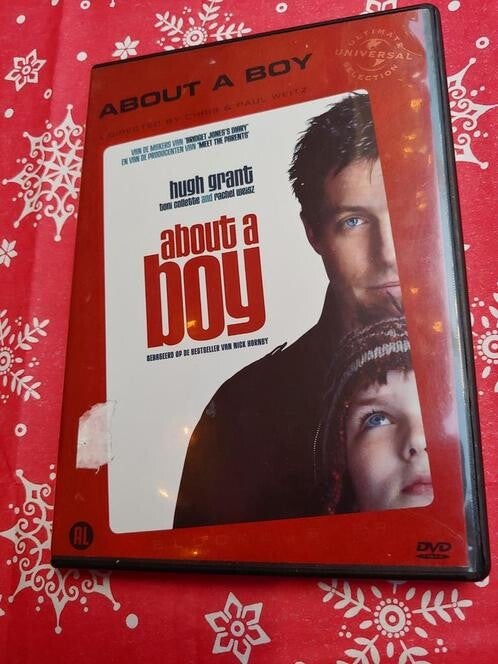 ABOUT A BOY
DIRECTED BY CHRIS & PAUL WEITZ
ULTIMATE
UNIVERSAL
SELECTION
VAN DE MAKERS VAN 'BRIDGET JONES'S DIARY'
EN VAN DE PRODUCENTEN VAN 'MEET THE PARENTS'
hugh grant
toni collette and rachel weisz
about a
boy
GEBASEERD OP DE BESTSELLER VAN NICK HORNBY
AL
DVD